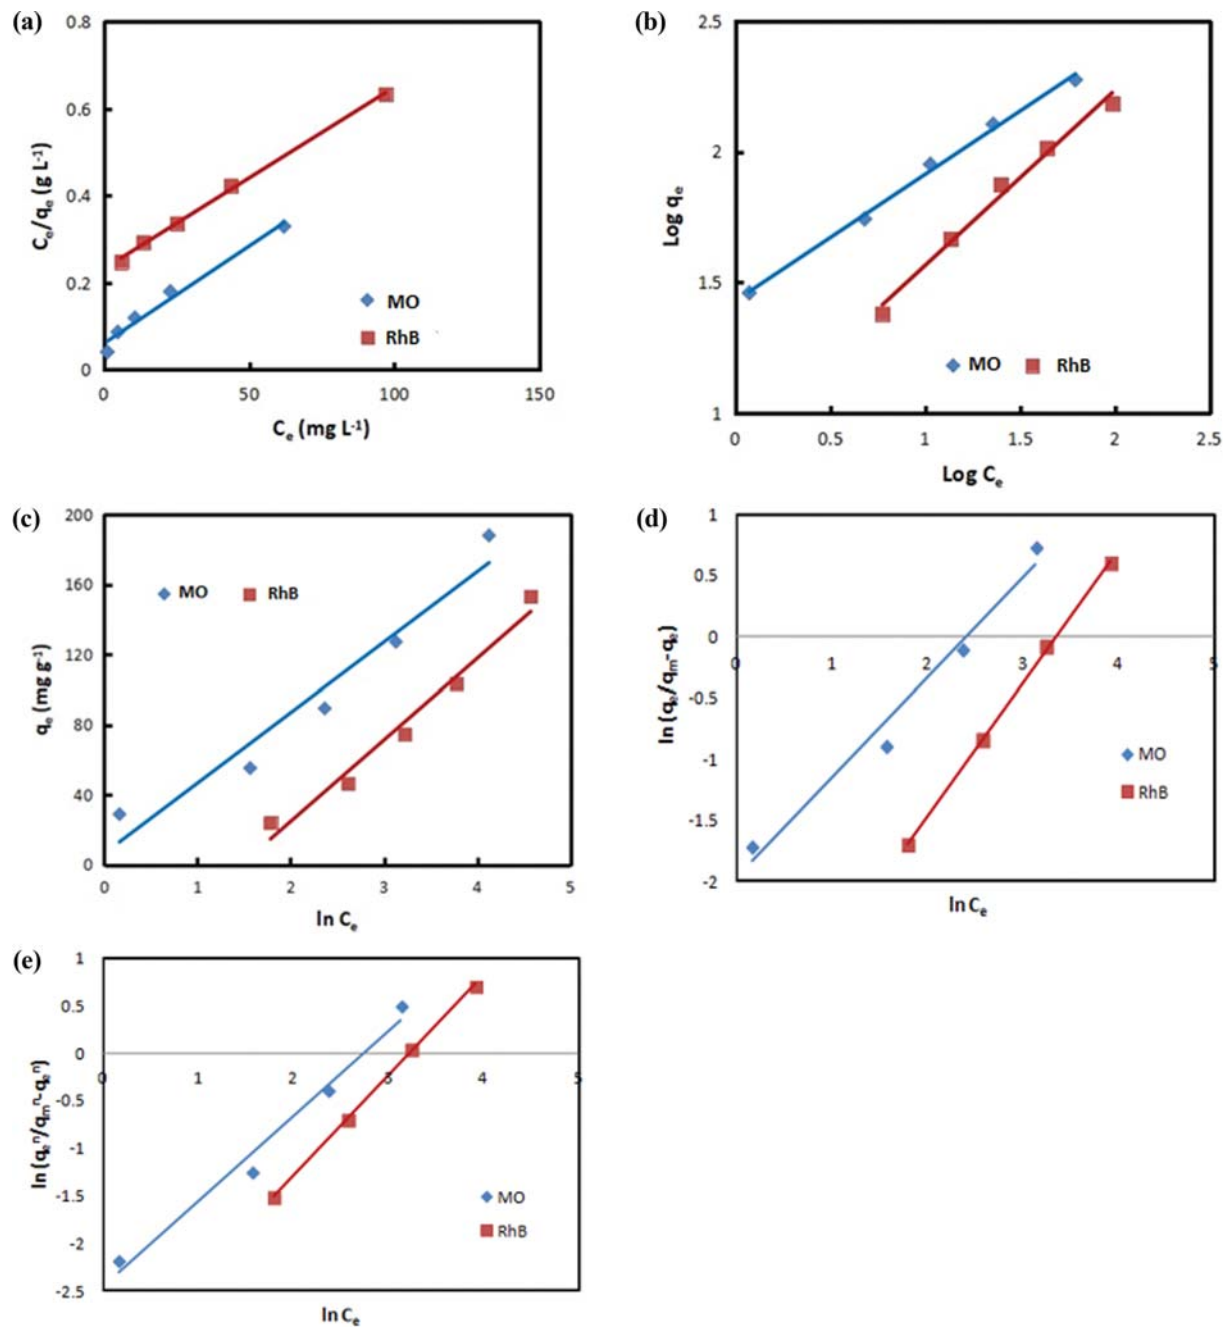 (a)
0.8
0.6
0.4
0.2
0
0 50 100 150
Cₑ/qₑ (g L⁻¹)
Cₑ (mg L⁻¹)
MO
RhB
(b)
2.5
2
1.5
1
0 0.5 1 1.5 2 2.5
Log qₑ
Log Cₑ
MO RhB
(c)
200
160
120
80
40
0
0 1 2 3 4 5
qₑ (mg g⁻¹)
ln Cₑ
MO RhB
(d)
1
0.5
0
-0.5
-1
-1.5
-2
0 1 2 3 4 5
ln (qₑ/qₘ-qₑ)
ln Cₑ
MO
RhB
(e)
1
0.5
0
-0.5
-1
-1.5
-2
-2.5
0 1 2 3 4 5
ln (qₑⁿ/qₘⁿ-qₑⁿ)
ln Cₑ
MO
RhB